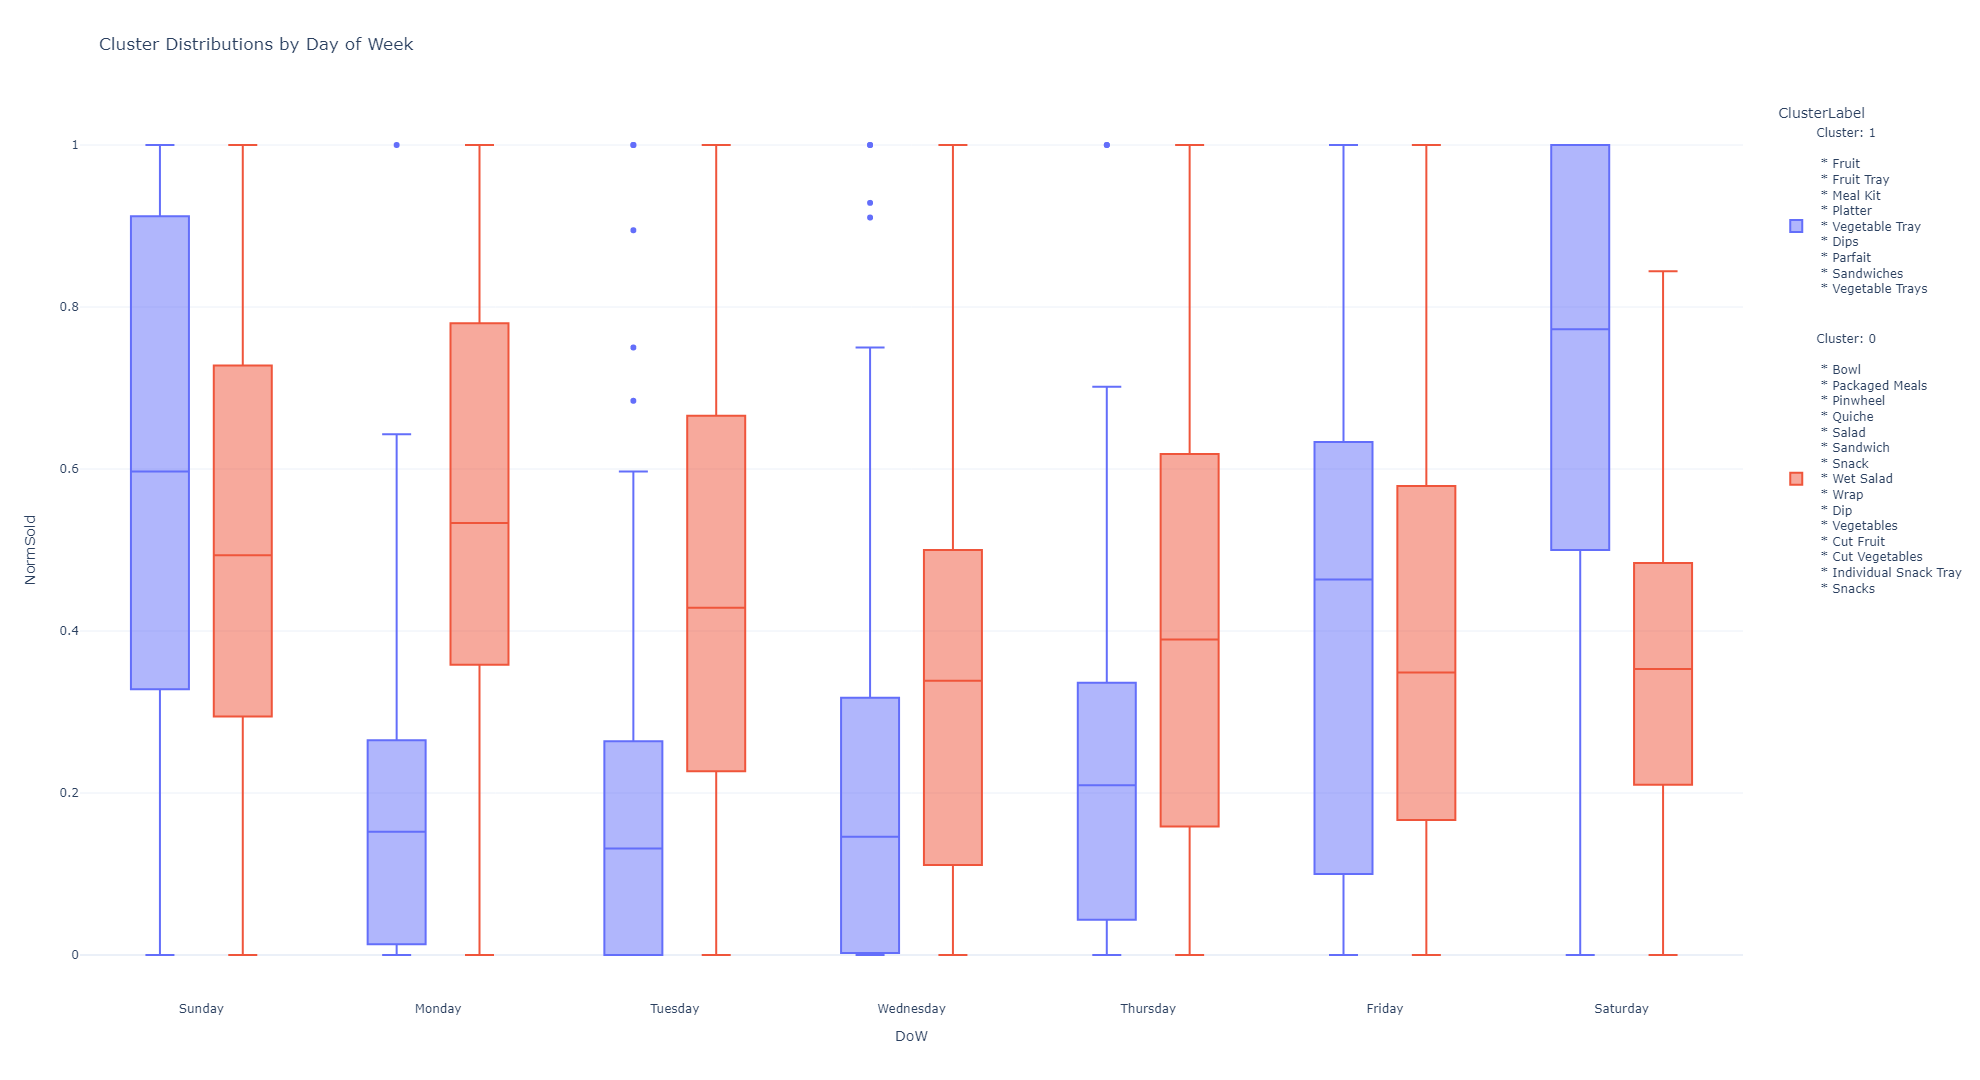 Cluster Distributions by Day of Week
ClusterLabel
Cluster: 1
* Fruit
* Fruit Tray
* Meal Kit
* Platter
* Vegetable Tray
* Dips
* Parfait
* Sandwiches
* Vegetable Trays
Cluster: 0
* Bowl
* Packaged Meals
* Pinwheel
* Quiche
* Salad
* Sandwich
* Snack
* Wet Salad
* Wrap
* Dip
* Vegetables
* Cut Fruit
* Cut Vegetables
* Individual Snack Tray
* Snacks
NormSold
1
0.8
0.6
0.4
0.2
0
Sunday
Monday
Tuesday
Wednesday
Thursday
Friday
Saturday
DoW